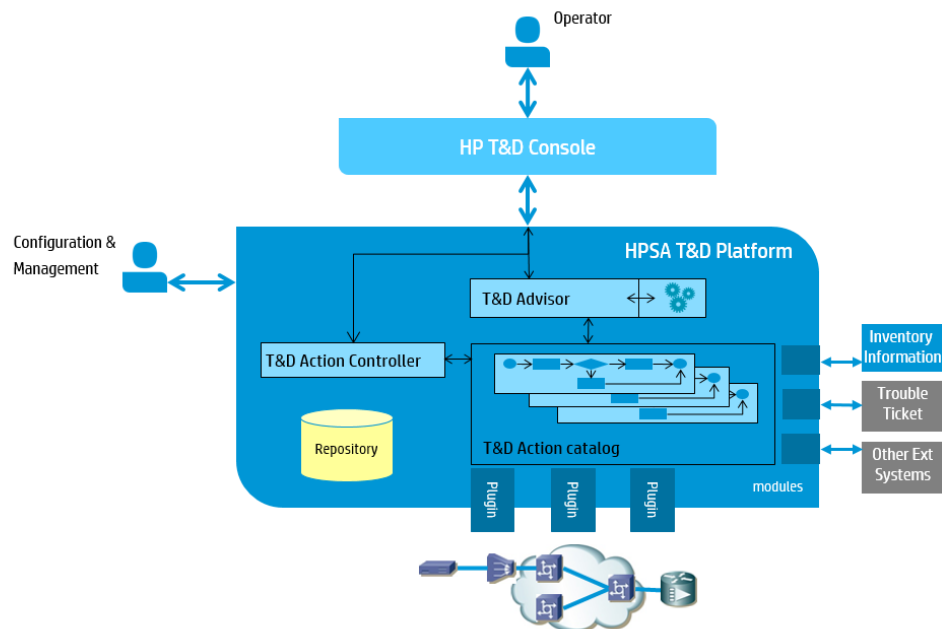 Operator
HP T&D Console
Configuration &
Management
HPSA T&D Platform
T&D Advisor
T&D Action Controller
Inventory
Information
Trouble
Ticket
Repository
T&D Action catalog
Other Ext
Systems
modules
Plugin
Plugin
Plugin